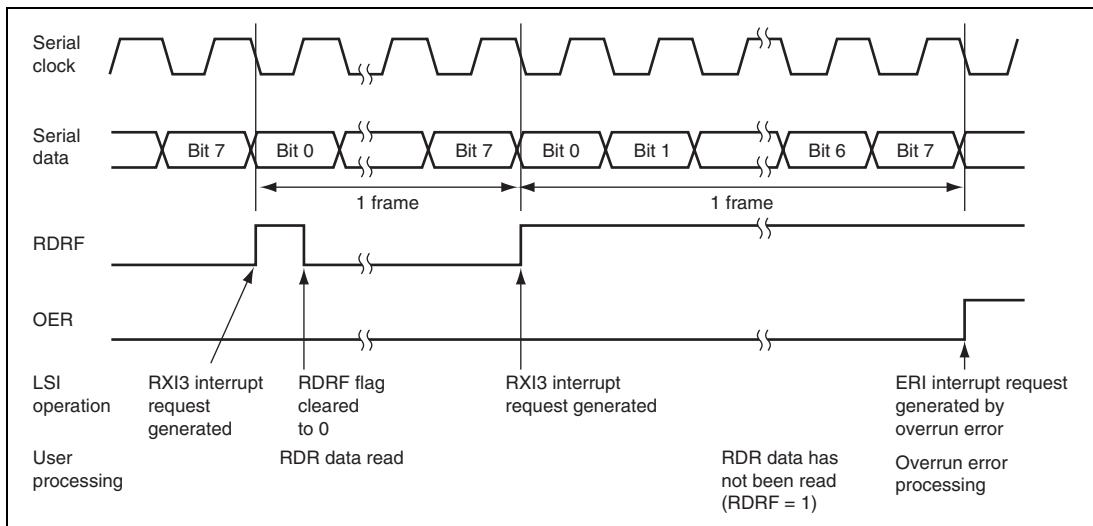 Serial
clock
Serial
data
Bit 7
Bit 0
Bit 7
Bit 0
Bit 1
Bit 6
Bit 7
1 frame
1 frame
RDRF
OER
LSI
operation
RXI3 interrupt
request
generated
RDRF flag
cleared
to 0
RXI3 interrupt
request generated
ERI interrupt request
generated by
overrun error
User
processing
RDR data read
RDR data has
not been read
(RDRF = 1)
Overrun error
processing